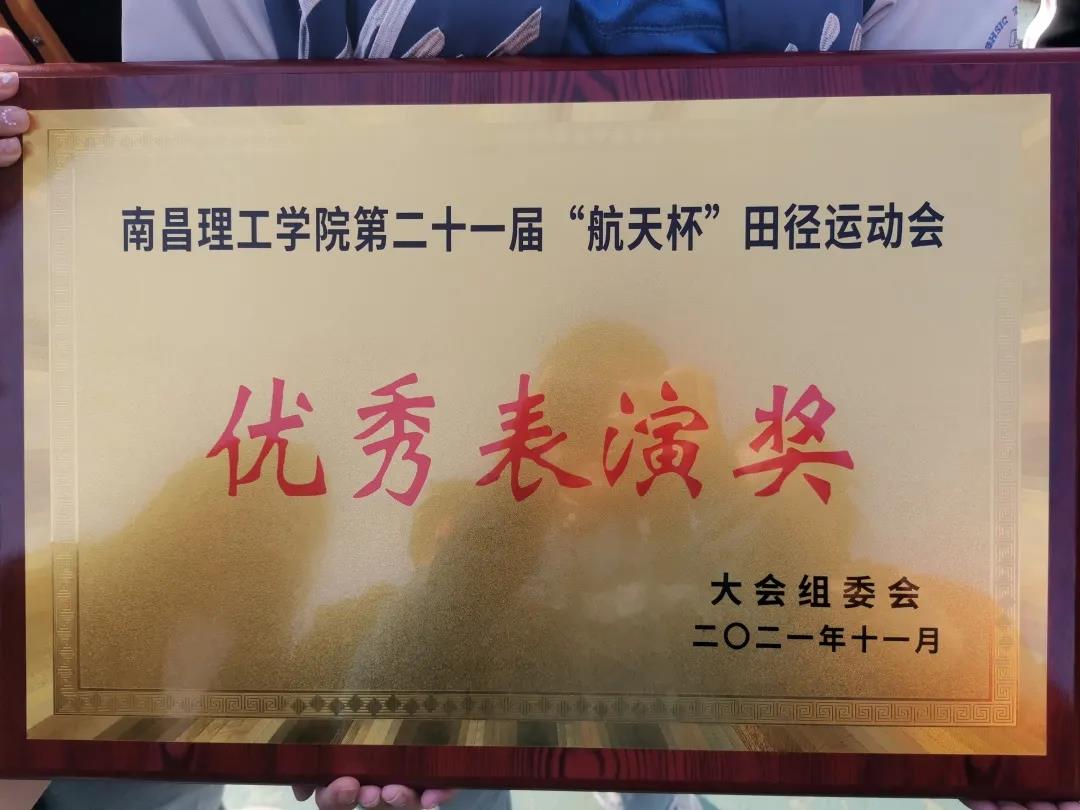 南昌理工学院第二十一届“航天杯”田径运动会
优秀表演奖
大会组委会
二〇二一年十一月